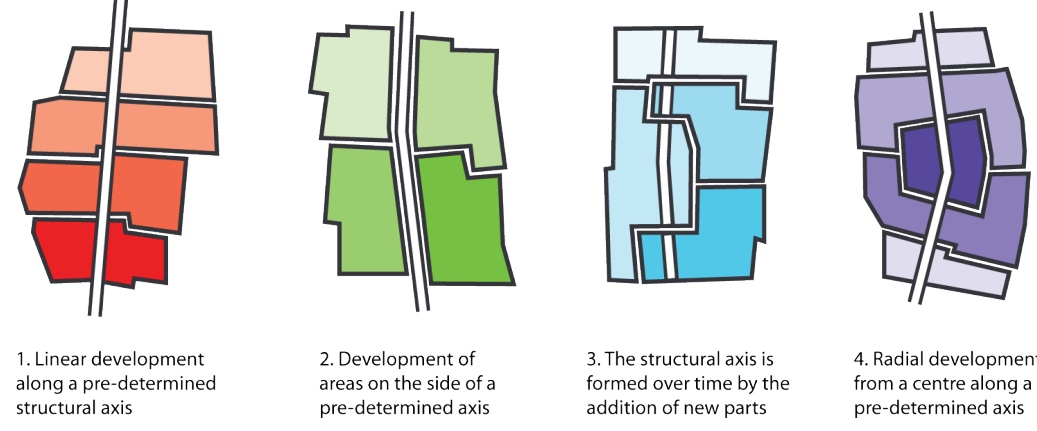 1. Linear development
along a pre-determined
structural axis
2. Development of
areas on the side of a
pre-determined axis
3. The structural axis is
formed over time by the
addition of new parts
4. Radial development
from a centre along a
pre-determined axis